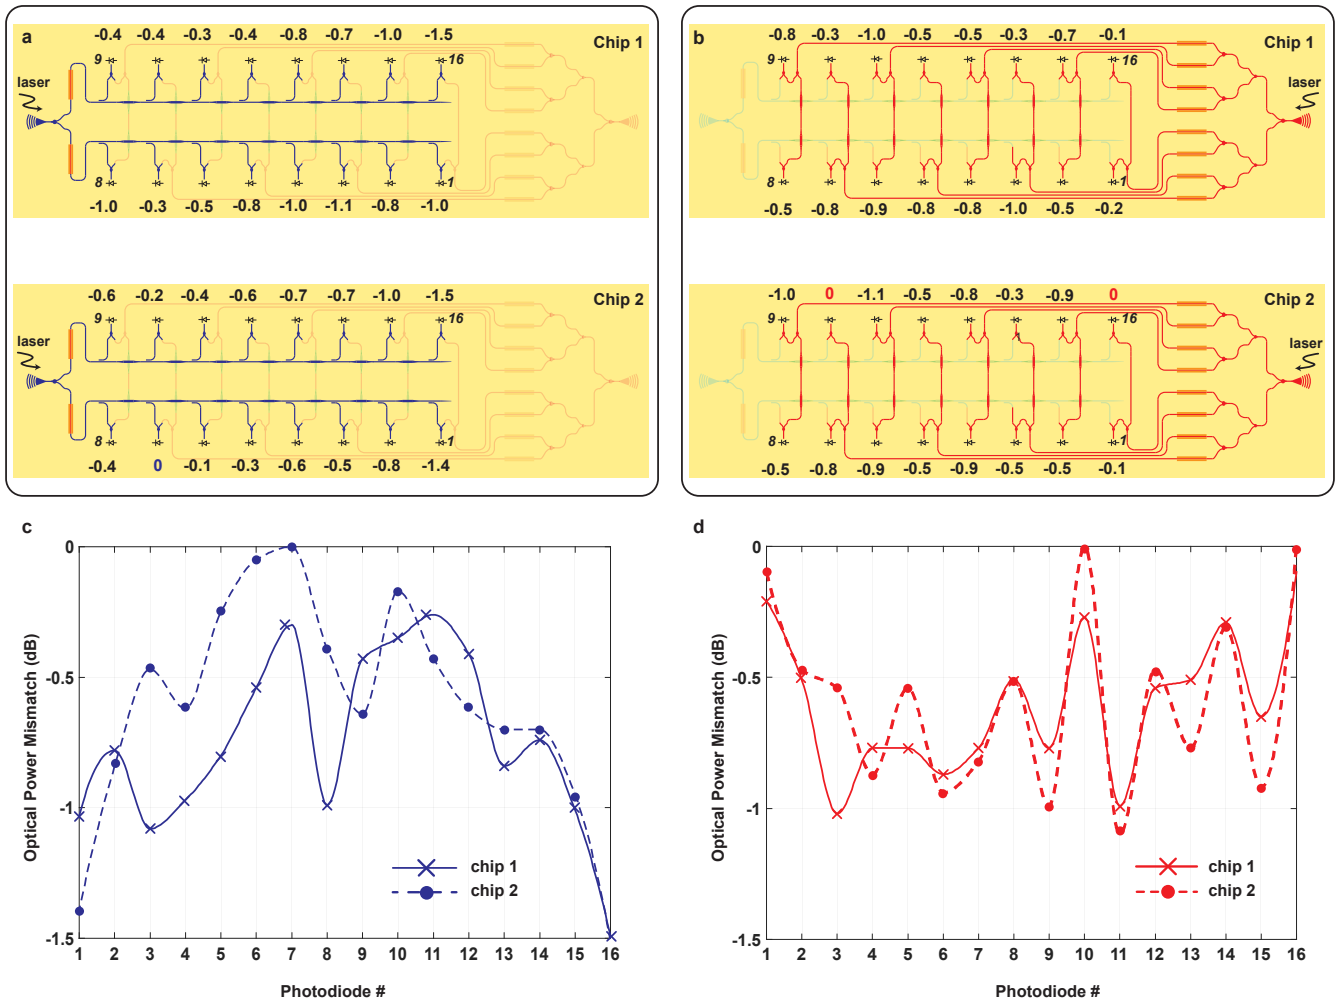 a
-0.4 -0.4 -0.3 -0.4 -0.8 -0.7 -1.0 -1.5
Chip 1
9
16
laser
8
1
-1.0 -0.3 -0.5 -0.8 -1.0 -1.1 -0.8 -1.0
-0.6 -0.2 -0.4 -0.6 -0.7 -0.7 -1.0 -1.5
Chip 2
9
16
laser
8
1
-0.4 0 -0.1 -0.3 -0.6 -0.5 -0.8 -1.4
b
-0.8 -0.3 -1.0 -0.5 -0.5 -0.3 -0.7 -0.1
Chip 1
9
16
laser
8
1
-0.5 -0.8 -0.9 -0.8 -0.8 -1.0 -0.5 -0.2
-1.0 0 -1.1 -0.5 -0.8 -0.3 -0.9 0
Chip 2
9
16
laser
8
1
-0.5 -0.8 -0.9 -0.5 -0.9 -0.5 -0.5 -0.1
c
0
-0.5
-1
-1.5
Optical Power Mismatch (dB)
chip 1
chip 2
1 2 3 4 5 6 7 8 9 10 11 12 13 14 15 16
Photodiode #
d
0
-0.5
-1
-1.5
Optical Power Mismatch (dB)
chip 1
chip 2
1 2 3 4 5 6 7 8 9 10 11 12 13 14 15 16
Photodiode #